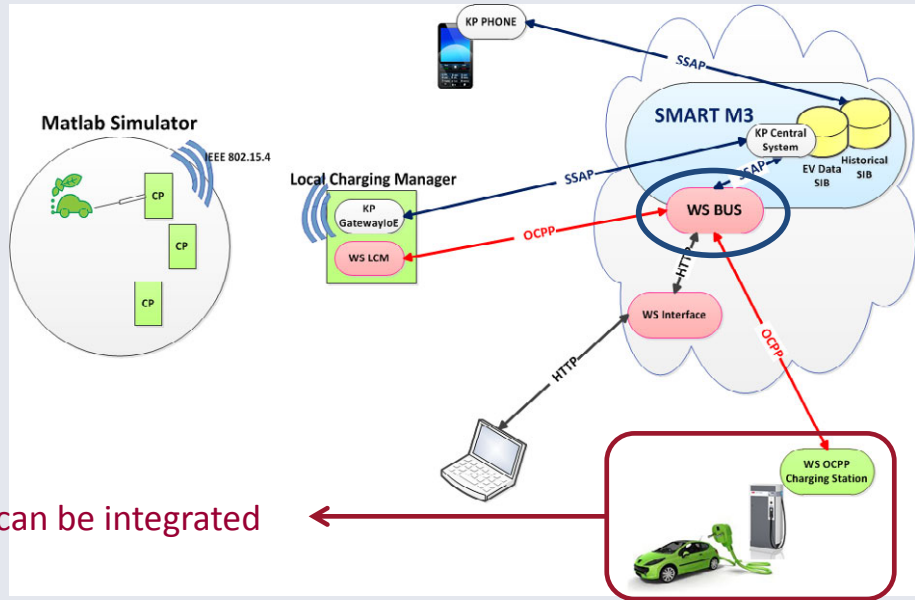 KP PHONE
SSAP
SMART M3
KP Central
System
EV Data
SIB
Historical
SIB
Matlab Simulator
IEEE 802.15.4
CP
CP
CP
Local Charging Manager
KP
GatewayIoE
WS LCM
SSAP
SSAP
OCPP
WS BUS
HTTP
WS Interface
OCPP
HTTP
WS OCPP
Charging Station
can be integrated